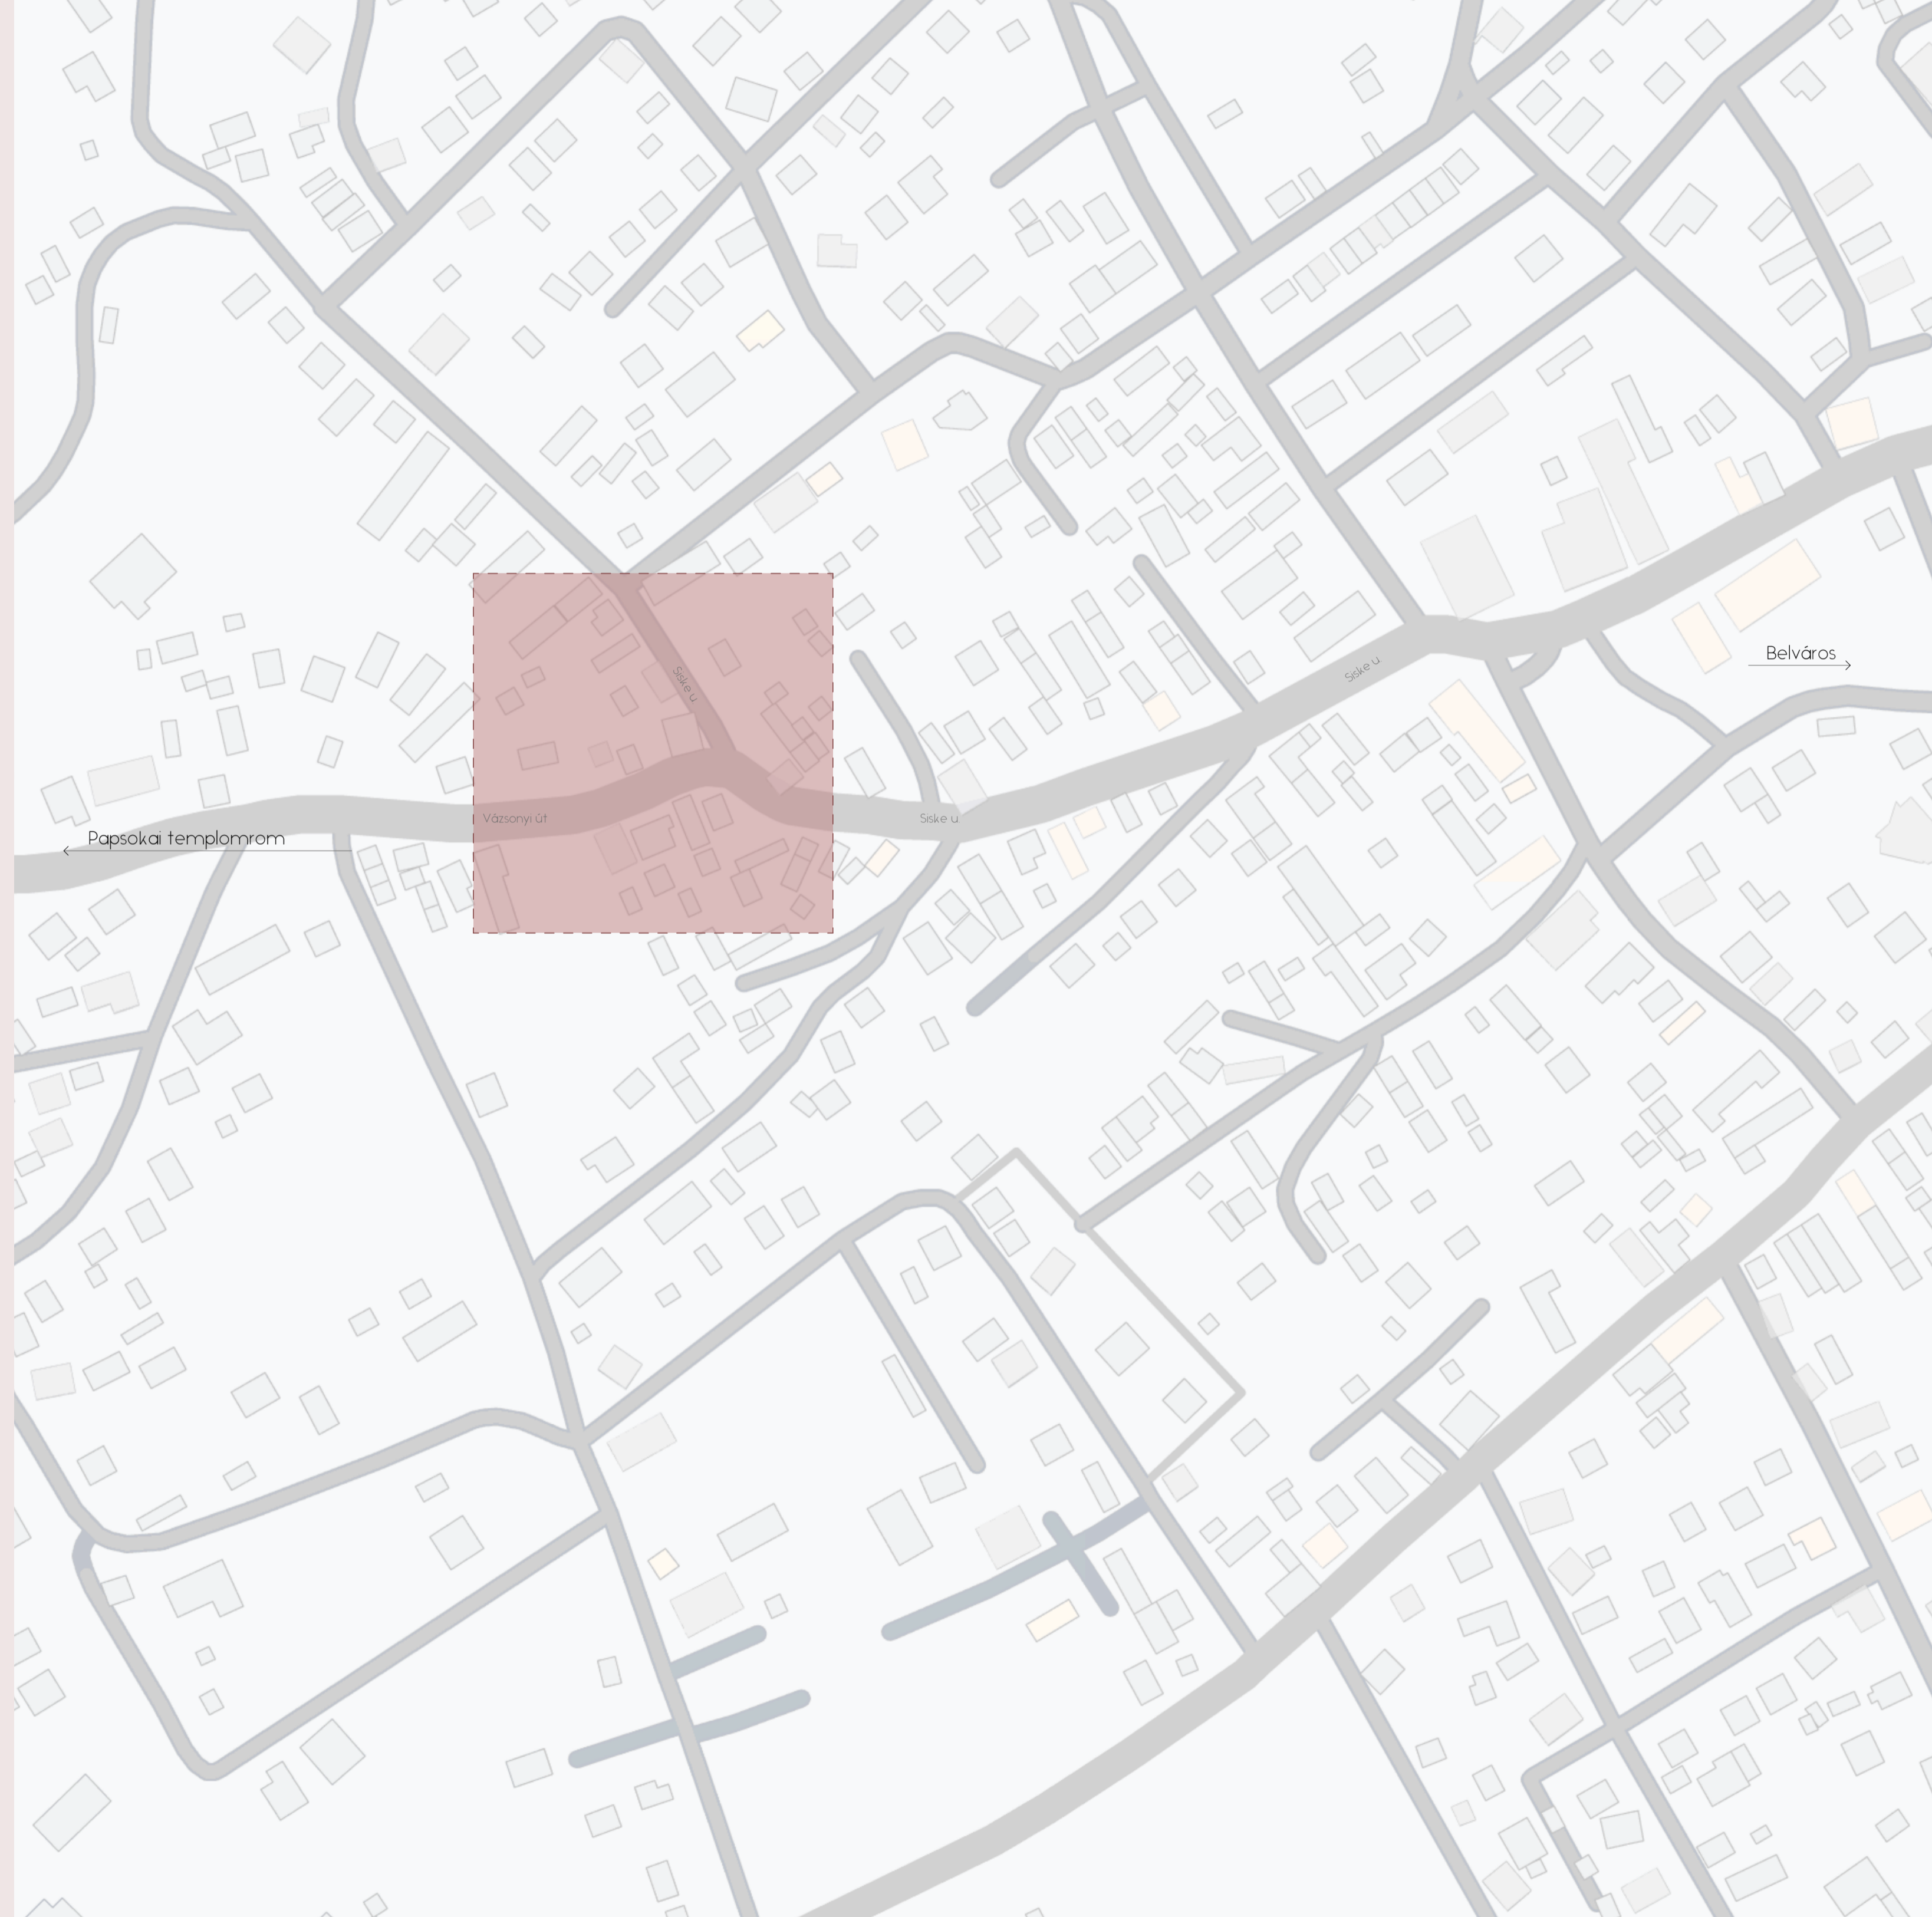 Belváros
Siske u
Siske u
Vázsonyi út
Siske u
Papsokai templomrom